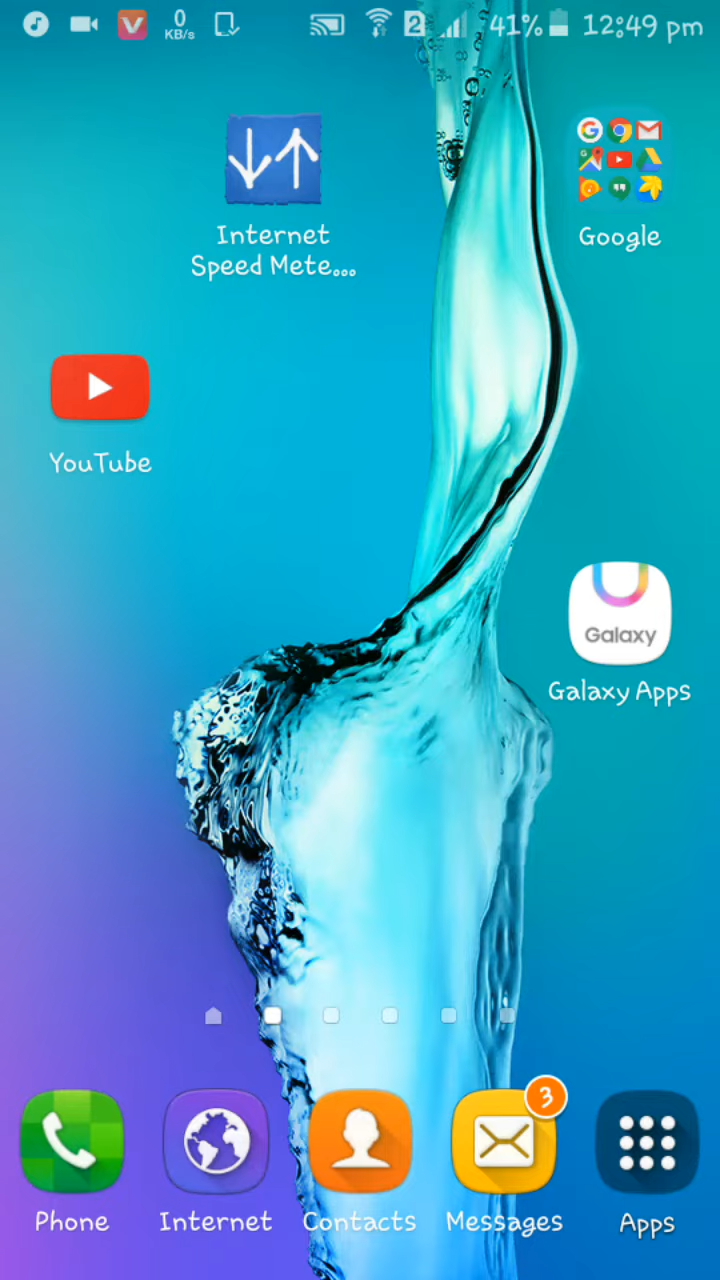 V 0 KB/s 2 41% 12:49 pm
Internet
Speed Mete...
Google
YouTube
Galaxy
Galaxy Apps
3
Phone Internet Contacts Messages Apps